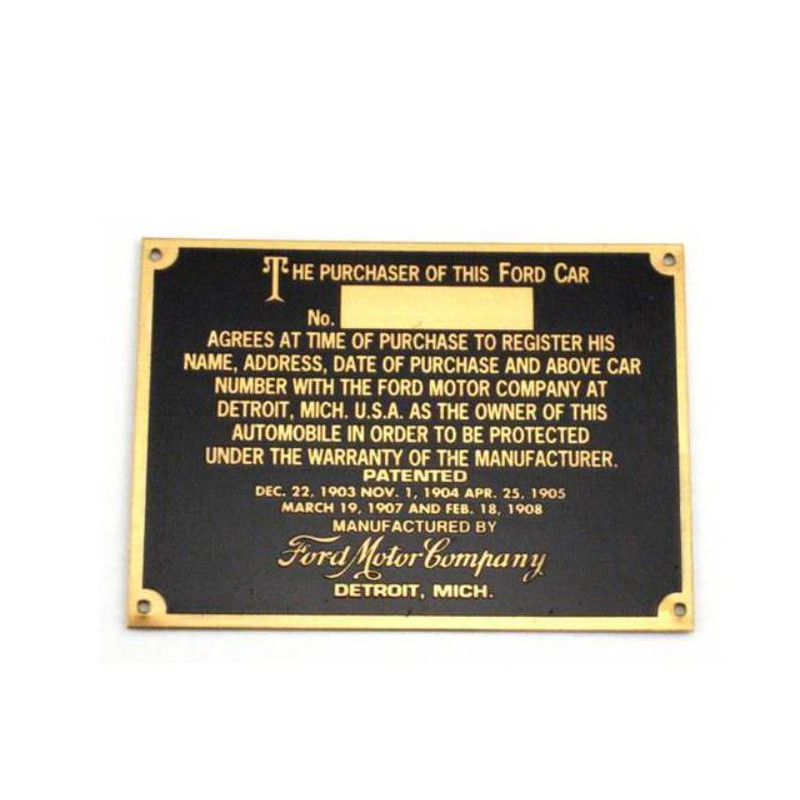 THE PURCHASER OF THIS FORD CAR
No.
AGREES AT TIME OF PURCHASE TO REGISTER HIS
NAME, ADDRESS, DATE OF PURCHASE AND ABOVE CAR
NUMBER WITH THE FORD MOTOR COMPANY AT
DETROIT, MICH. U.S.A. AS THE OWNER OF THIS
AUTOMOBILE IN ORDER TO BE PROTECTED
UNDER THE WARRANTY OF THE MANUFACTURER.
PATENTED
DEC. 22, 1903 NOV. 1, 1904 APR. 25, 1905
MARCH 19, 1907 AND FEB. 18, 1908
MANUFACTURED BY
Ford Motor Company
DETROIT, MICH.